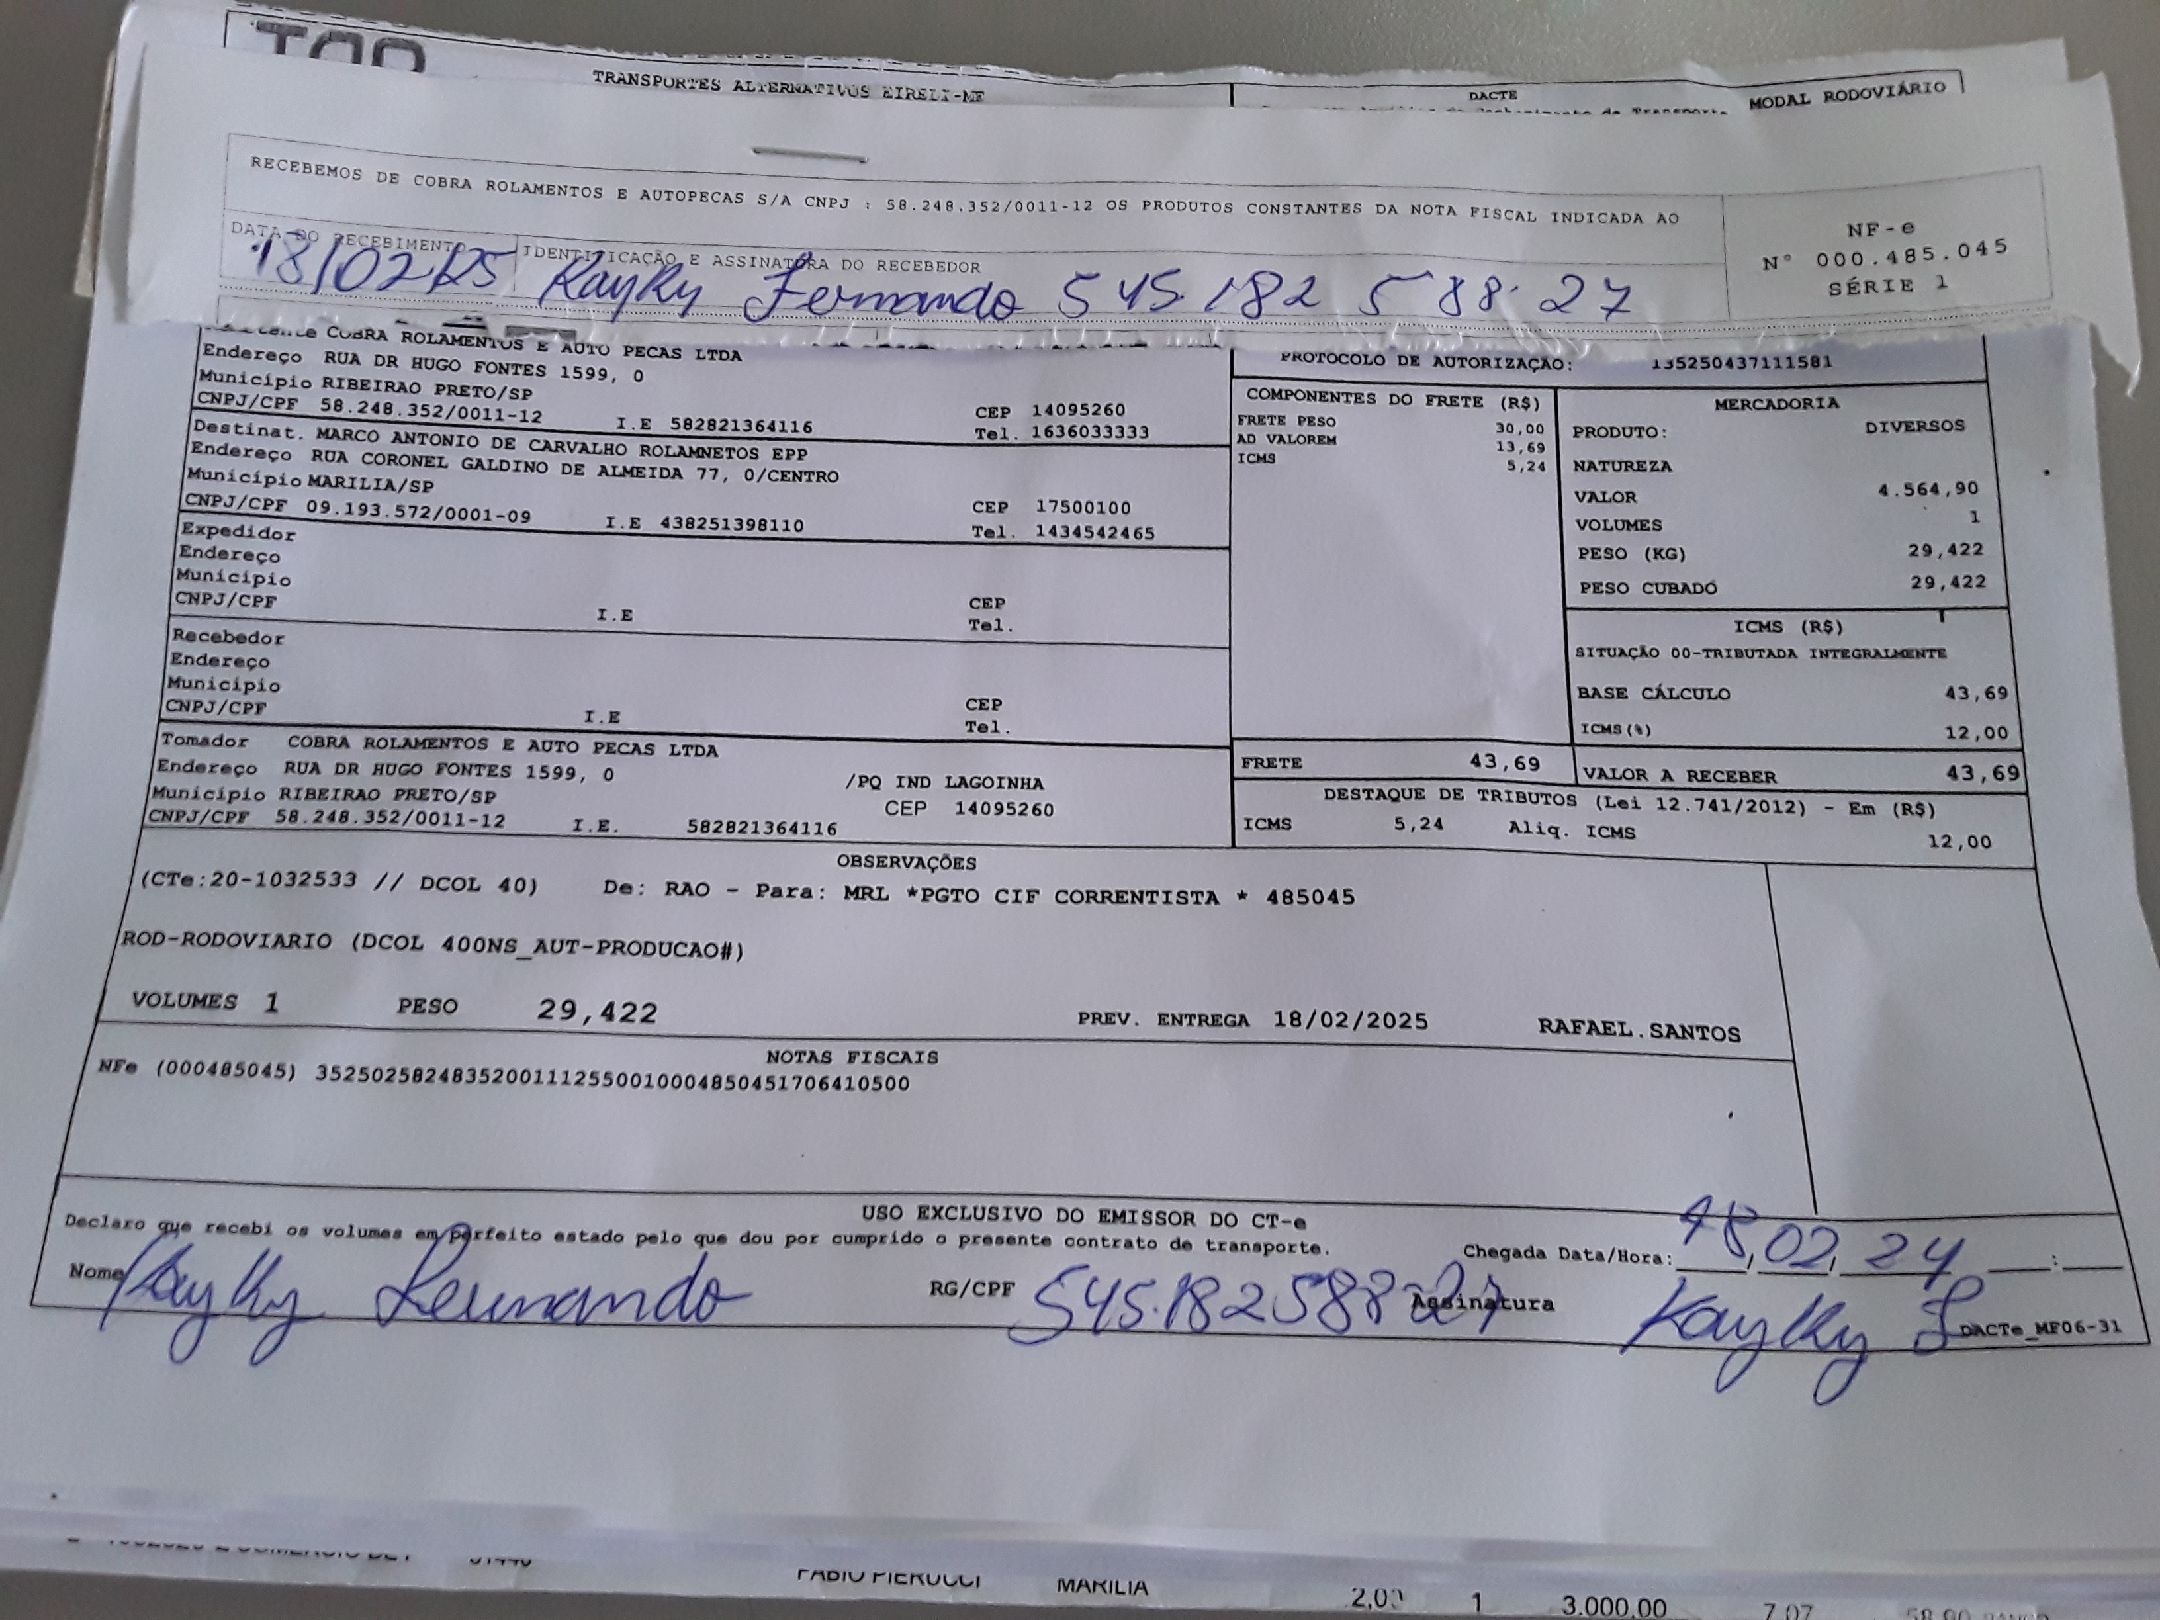 TRANSPORTES ALTERNATIVOS EIRELI-ME
DACTE
MODAL RODOVIÁRIO
RECEBEMOS DE COBRA ROLAMENTOS E AUTOPECAS S/A CNPJ : 58.248.352/0011-12 OS PRODUTOS CONSTANTES DA NOTA FISCAL INDICADA AO
NF-e
Nº 000.485.045
SÉRIE 1
DATA DO RECEBIMENTO
IDENTIFICAÇÃO E ASSINATURA DO RECEBEDOR
18/02/25 Kayky Fernando 545.182 588.27
COBRA ROLAMENTOS E AUTO PECAS LTDA
Endereço RUA DR HUGO FONTES 1599, 0
Município RIBEIRAO PRETO/SP
CNPJ/CPF 58.248.352/0011-12 I.E 582821364116
CEP 14095260
Tel. 1636033333
Destinat. MARCO ANTONIO DE CARVALHO ROLAMNETOS EPP
Endereço RUA CORONEL GALDINO DE ALMEIDA 77, 0/CENTRO
Município MARILIA/SP
CNPJ/CPF 09.193.572/0001-09 I.E 438251398110
CEP 17500100
Tel. 1434542465
Expedidor
Endereço
Município
CNPJ/CPF I.E
CEP
Tel.
Recebedor
Endereço
Município
CNPJ/CPF I.E
CEP
Tel.
Tomador COBRA ROLAMENTOS E AUTO PECAS LTDA
Endereço RUA DR HUGO FONTES 1599, 0 /PQ IND LAGOINHA
Município RIBEIRAO PRETO/SP CEP 14095260
CNPJ/CPF 58.248.352/0011-12 I.E. 582821364116
PROTOCOLO DE AUTORIZAÇÃO: 135250437111581
COMPONENTES DO FRETE (R$)
FRETE PESO 30,00
AD VALOREM 13,69
ICMS 5,24
MERCADORIA
PRODUTO: DIVERSOS
NATUREZA
VALOR 4.564,90
VOLUMES 1
PESO (KG) 29,422
PESO CUBADO 29,422
ICMS (R$)
SITUAÇÃO 00-TRIBUTADA INTEGRALMENTE
BASE CÁLCULO 43,69
ICMS(%) 12,00
FRETE 43,69
VALOR A RECEBER 43,69
DESTAQUE DE TRIBUTOS (Lei 12.741/2012) - Em (R$)
ICMS 5,24 Aliq. ICMS 12,00
OBSERVAÇÕES
(CTe:20-1032533 // DCOL 40) De: RAO - Para: MRL *PGTO CIF CORRENTISTA * 485045
ROD-RODOVIARIO (DCOL 400NS_AUT-PRODUCAO#)
VOLUMES 1 PESO 29,422 PREV. ENTREGA 18/02/2025 RAFAEL.SANTOS
NOTAS FISCAIS
NFe (000485045) 35250258248352001112550010004850451706410500
USO EXCLUSIVO DO EMISSOR DO CT-e
Declaro que recebi os volumes em perfeito estado pelo que dou por cumprido o presente contrato de transporte.
Chegada Data/Hora: 18,02,24 :
Nome Kayky Fernando RG/CPF 545.182588 27 Assinatura Kayky F
DACTe_MF06-31
FABIO PIERUCCI MARILIA 2,00 1 3.000,00 7,07